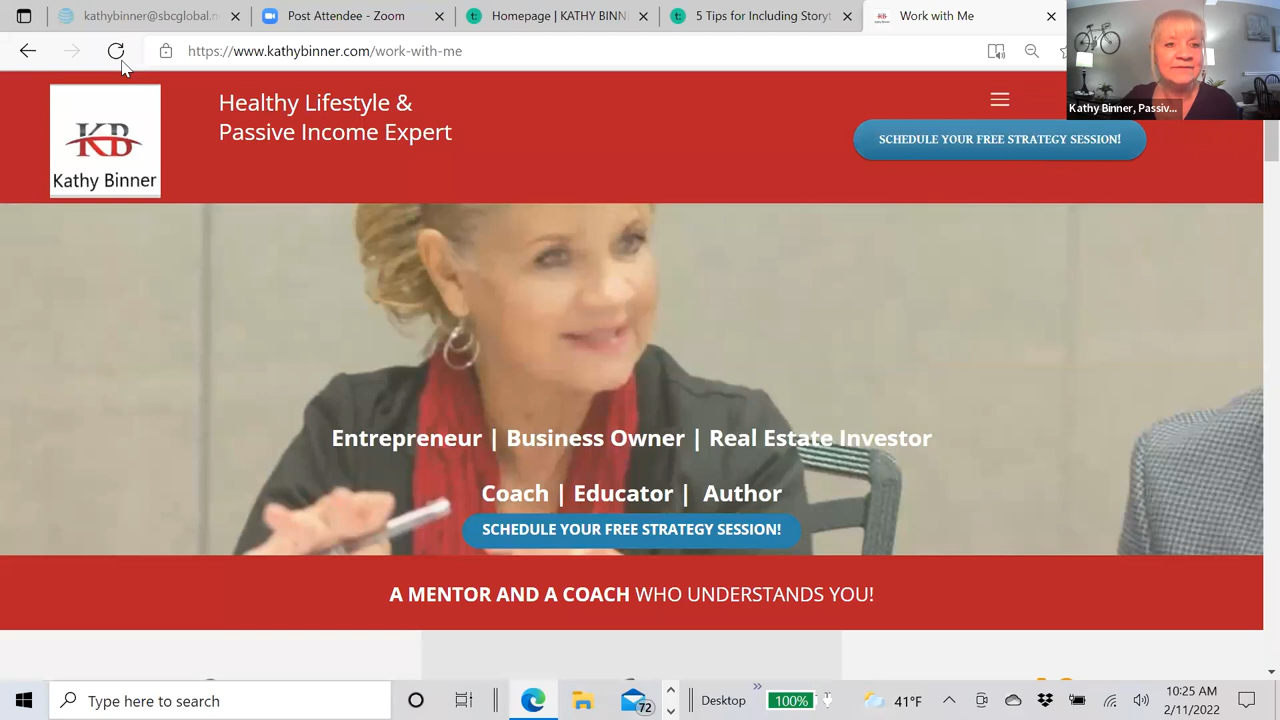 kathybinner@sbcglobal.n
Post Attendee - Zoom
Homepage | KATHY BINN
5 Tips for Including Storyt
Work with Me
https://www.kathybinner.com/work-with-me
Kathy Binner, Passiv...
KB
Kathy Binner
Healthy Lifestyle &
Passive Income Expert
SCHEDULE YOUR FREE STRATEGY SESSION!
Entrepreneur | Business Owner | Real Estate Investor
Coach | Educator | Author
SCHEDULE YOUR FREE STRATEGY SESSION!
A MENTOR AND A COACH WHO UNDERSTANDS YOU!
Type here to search
72
Desktop
100%
41°F
10:25 AM
2/11/2022